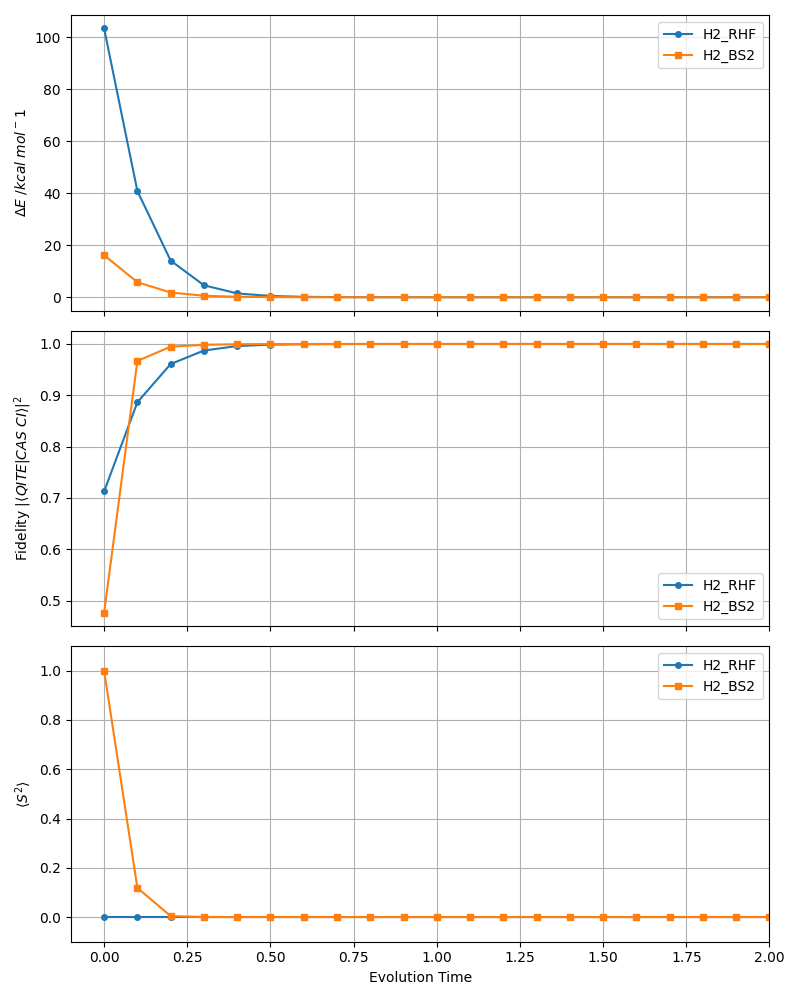 100
80
60
40
20
0
ΔE /kcal mol⁻1
H2_RHF
H2_BS2
1.0
0.9
0.8
0.7
0.6
0.5
Fidelity |⟨QITE|CAS CI⟩|²
H2_RHF
H2_BS2
1.0
0.8
0.6
0.4
0.2
0.0
⟨S²⟩
H2_RHF
H2_BS2
0.00 0.25 0.50 0.75 1.00 1.25 1.50 1.75 2.00
Evolution Time